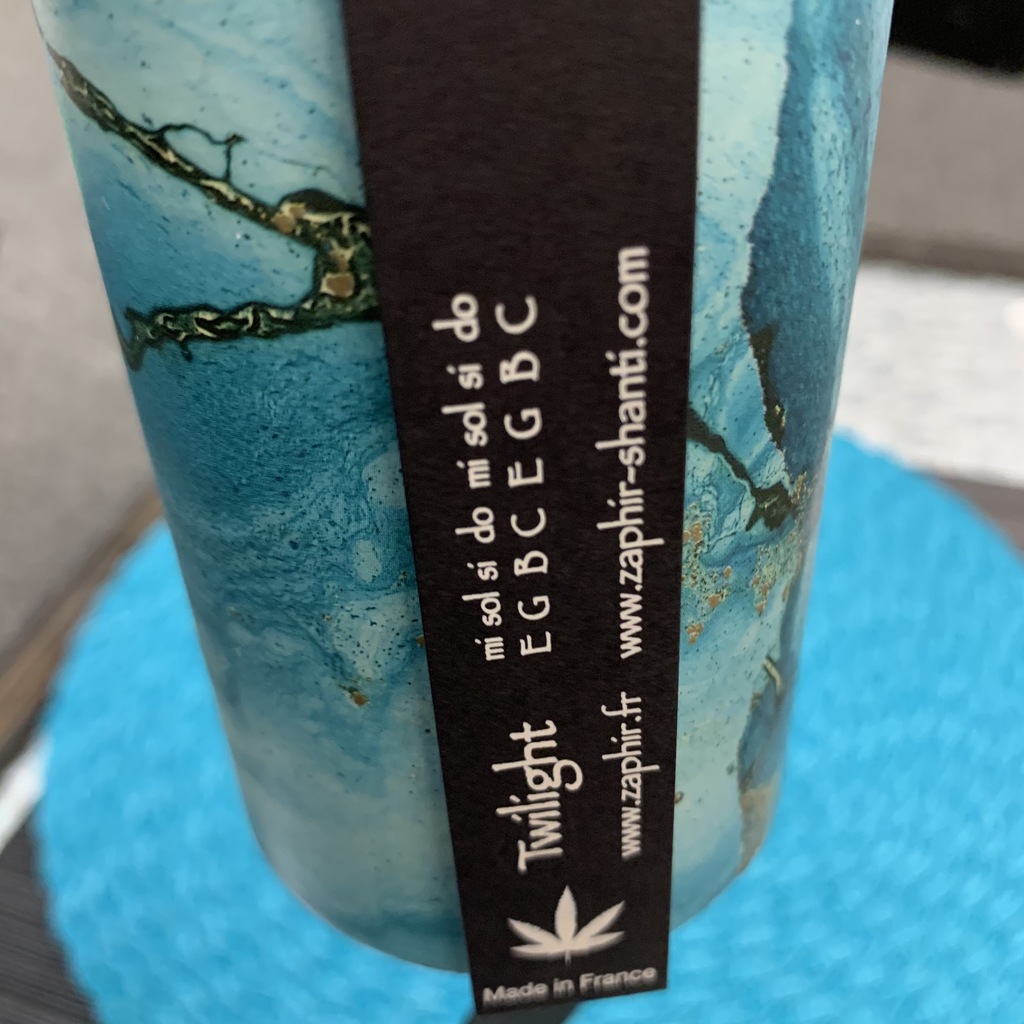 mi sol si do mi sol si do
Twilight E G B C E G B C
www.zaphir.fr www.zaphir-shanti.com
Made in France